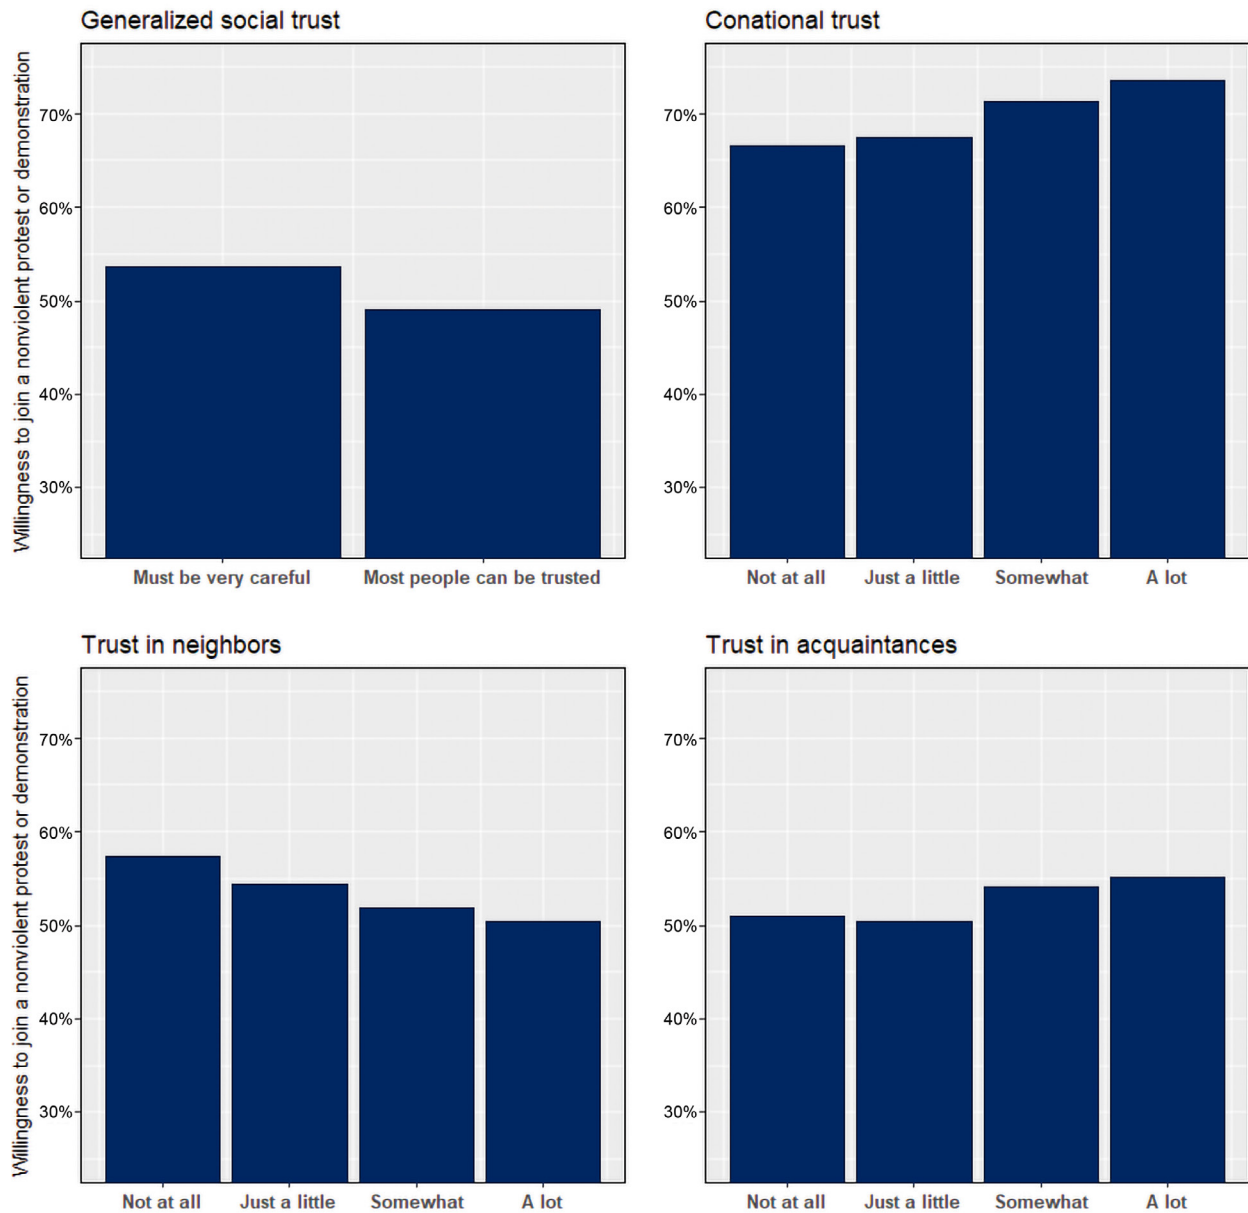 Generalized social trust
Willingness to join a nonviolent protest or demonstration
70%
60%
50%
40%
30%
Must be very careful Most people can be trusted
Conational trust
70%
60%
50%
40%
30%
Not at all Just a little Somewhat A lot
Trust in neighbors
Willingness to join a nonviolent protest or demonstration
70%
60%
50%
40%
30%
Not at all Just a little Somewhat A lot
Trust in acquaintances
70%
60%
50%
40%
30%
Not at all Just a little Somewhat A lot